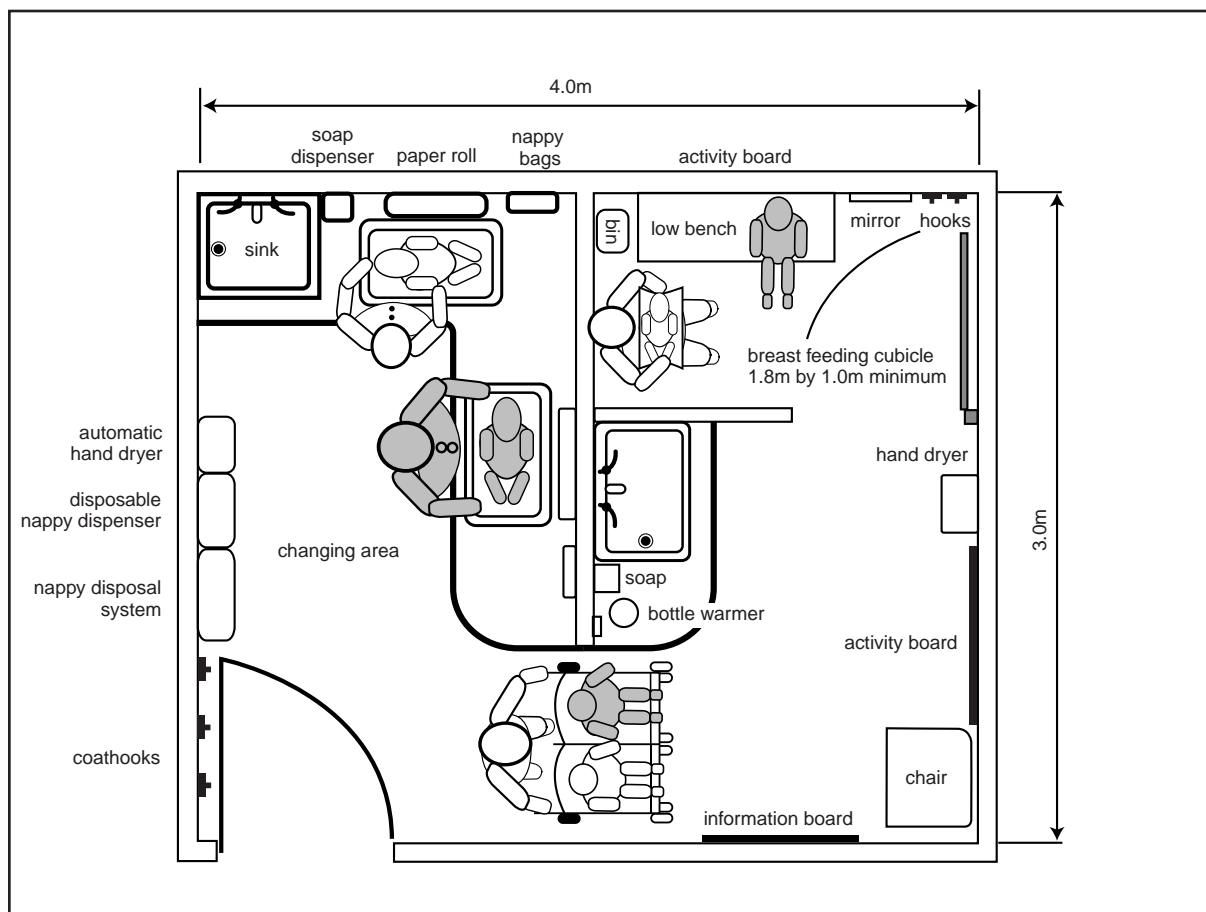 4.0m
soap
dispenser
paper roll
nappy
bags
activity board
sink
bin
low bench
mirror
hooks
breast feeding cubicle
1.8m by 1.0m minimum
automatic
hand dryer
hand dryer
disposable
nappy dispenser
changing area
3.0m
nappy disposal
system
soap
bottle warmer
activity board
coathooks
chair
information board